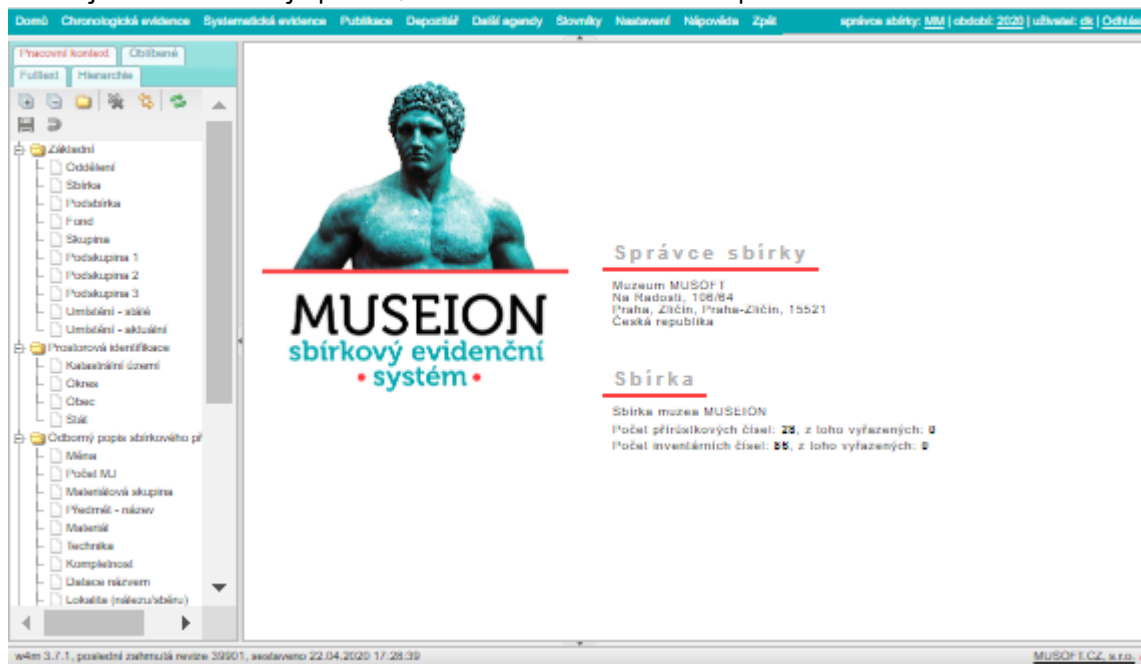 Domů Chronologická evidence Systematická evidence Publikace Depozitář Další agendy Slovníky Nastavení Nápověda Zpět správce sbírky: MM | období: 2020 | uživatel: dk | Odhlás
Pracovní kontext Oblíbené
Fulltext Hierarchie
Základní
Oddělení
Sbírka
Podsbírka
Fond
Skupina
Podskupina 1
Podskupina 2
Podskupina 3
Umístění - stálé
Umístění - aktuální
Prostorová identifikace
Katastrální území
Okres
Obec
Stát
Odborný popis sbírkového př
Měna
Počet MJ
Materiálová skupina
Předmět - název
Materiál
Technika
Kompletnost
Datace názvem
Lokalita (nálezu/sběru)
MUSEION
sbírkový evidenční
• systém •
Správce sbírky
Muzeum MUSOFT
Na Radosti, 106/64
Praha, Zličín, Praha-Zličín, 15521
Česká republika
Sbírka
Sbírka muzea MUSEION
Počet přírůstkových čísel: 28, z toho vyřazených: 0
Počet inventárních čísel: 55, z toho vyřazených: 0
w4m 3.7.1, poslední zahrnutá revize 39901, sestaveno 22.04.2020 17:28:39
MUSOFT.CZ, s.r.o.